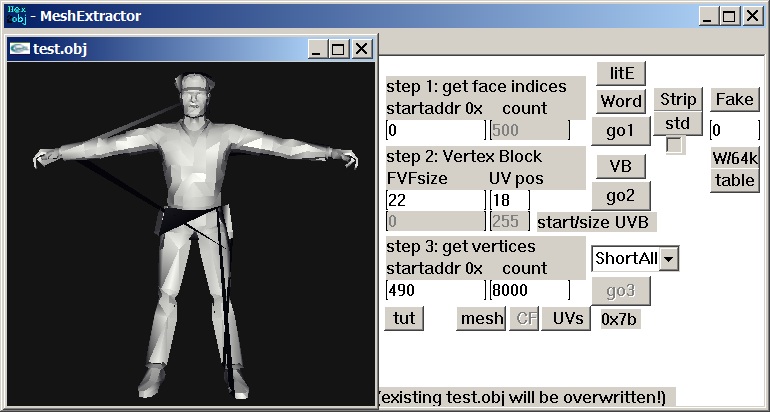 Hex obj - MeshExtractor
test.obj
step 1: get face indices
startaddr 0x count
0 500
litE
Word
go1
Strip
std
Fake
0
W/64k
table
step 2: Vertex Block
FVFsize UV pos
22 18
0 255 start/size UVB
VB
go2
step 3: get vertices
startaddr 0x count
490 8000
ShortAll
go3
tut mesh CF UVs 0x7b
(existing test.obj will be overwritten!)